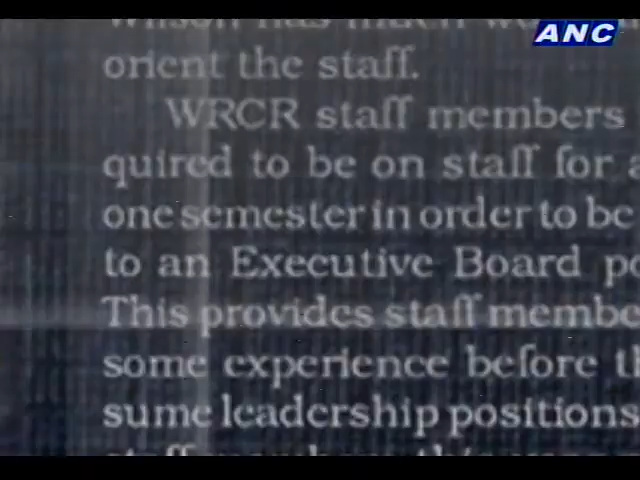 ANC
orient the staff.
WRCR staff members
quired to be on staff for a
one semester in order to be
to an Executive Board
This provides staff membe
some experience before th
sume leadership positions